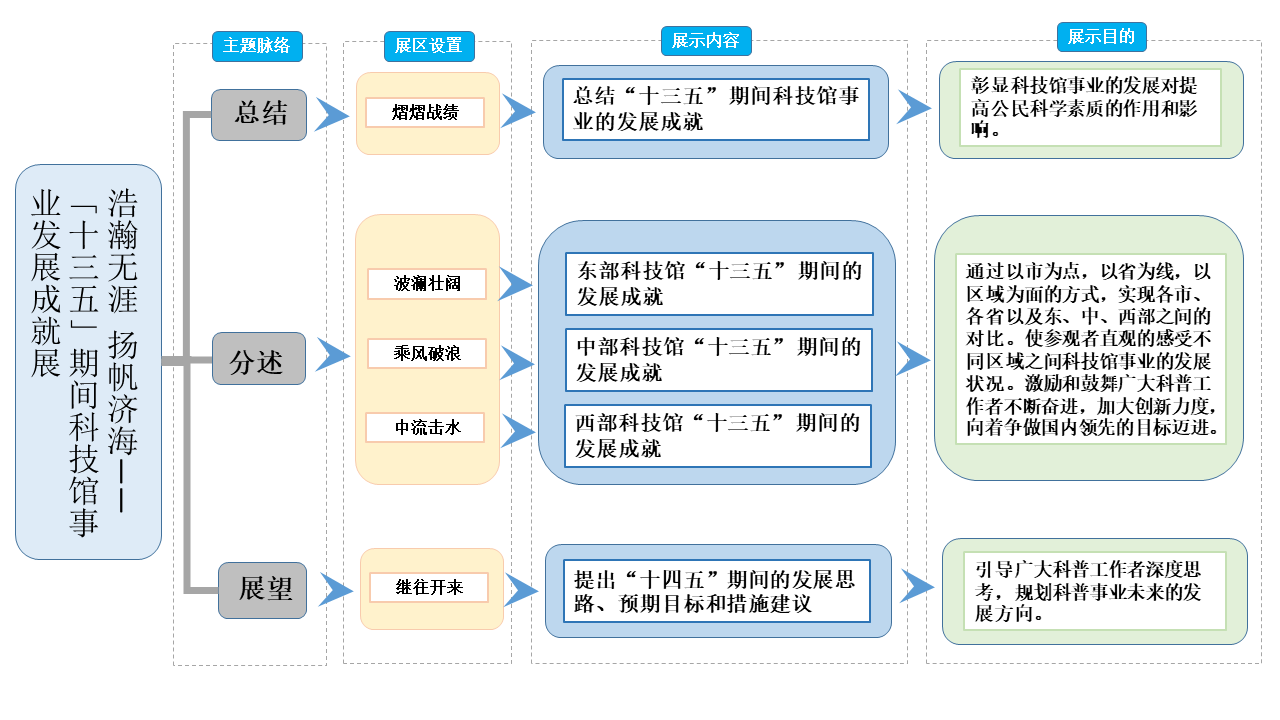 主题脉络
展区设置
展示内容
展示目的
浩瀚无涯 扬帆济海——
「十三五」期间科技馆事
业发展成就展
总结
熠熠战绩
总结“十三五”期间科技馆事
业的发展成就
彰显科技馆事业的发展对提
高公民科学素质的作用和影
响。
分述
波澜壮阔
乘风破浪
中流击水
东部科技馆“十三五”期间的
发展成就
中部科技馆“十三五”期间的
发展成就
西部科技馆“十三五”期间的
发展成就
通过以市为点，以省为线，以
区域为面的方式，实现各市、
各省以及东、中、西部之间的
对比。使参观者直观的感受不
同区域之间科技馆事业的发展
状况。激励和鼓舞广大科普工
作者不断奋进，加大创新力度，
向着争做国内领先的目标迈进。
展望
继往开来
提出“十四五”期间的发展思
路、预期目标和措施建议
引导广大科普工作者深度思
考，规划科普事业未来的发
展方向。